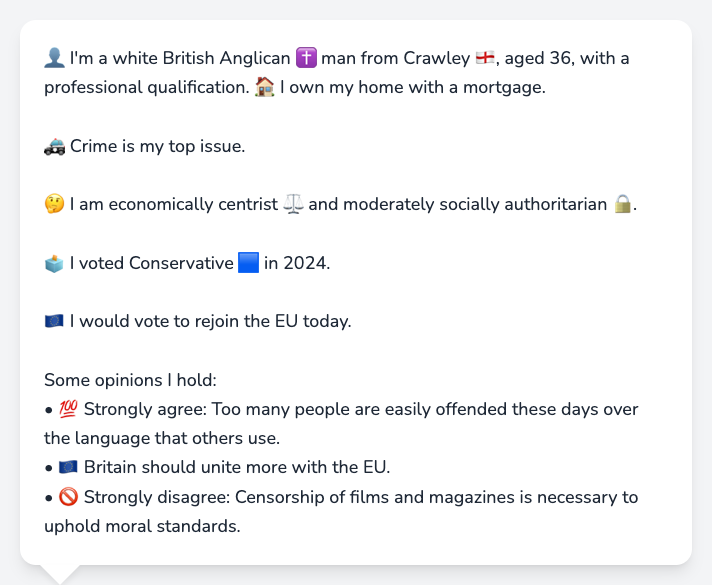 👤 I'm a white British Anglican ✝️ man from Crawley 🏴󠁧󠁢󠁥󠁮󠁧󠁿, aged 36, with a
professional qualification. 🏠 I own my home with a mortgage.
🚓 Crime is my top issue.
🤔 I am economically centrist ⚖️ and moderately socially authoritarian 🔒.
🗳️ I voted Conservative 🟦 in 2024.
🇪🇺 I would vote to rejoin the EU today.
Some opinions I hold:
• 💯 Strongly agree: Too many people are easily offended these days over
the language that others use.
• 🇪🇺 Britain should unite more with the EU.
• 🚫 Strongly disagree: Censorship of films and magazines is necessary to
uphold moral standards.